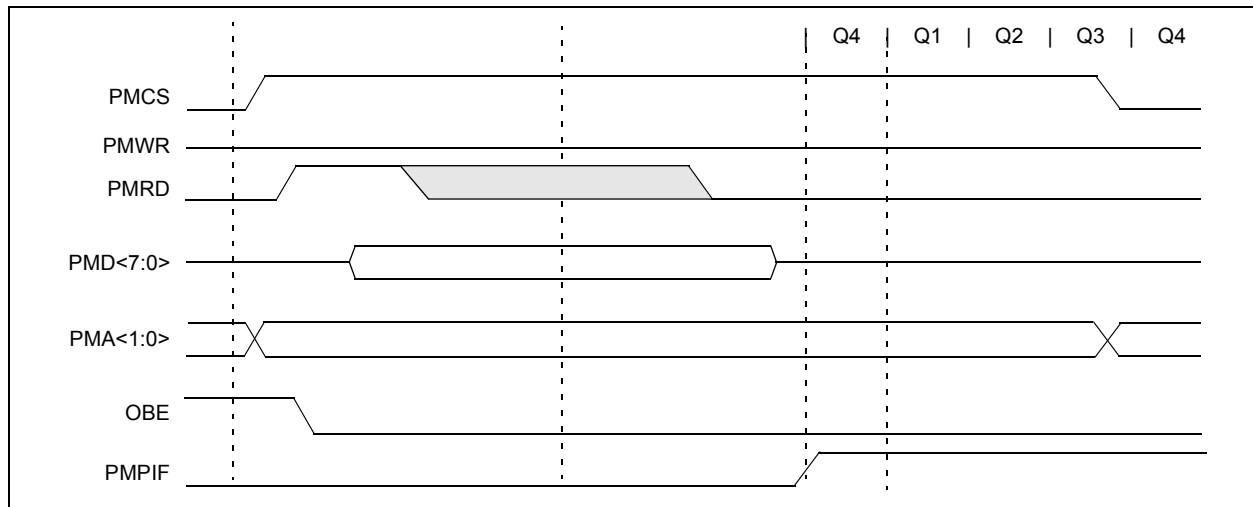 | Q4 | Q1 | Q2 | Q3 | Q4
PMCS
PMWR
PMRD
PMD<7:0>
PMA<1:0>
OBE
PMPIF